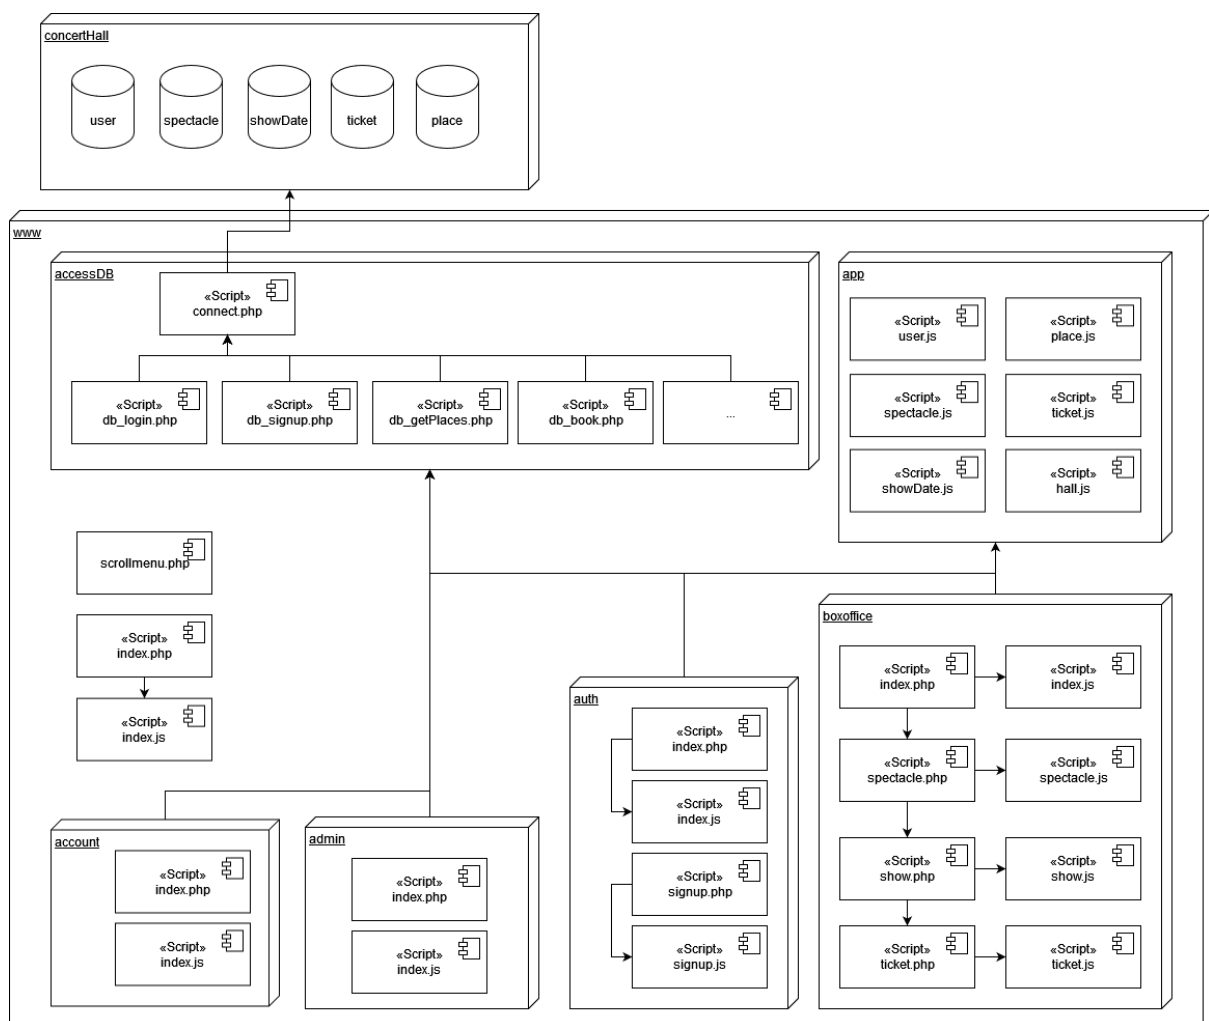 concertHall
user
spectacle
showDate
ticket
place
www
accessDB
«Script»
connect.php
«Script»
db_login.php
«Script»
db_signup.php
«Script»
db_getPlaces.php
«Script»
db_book.php
...
app
«Script»
user.js
«Script»
place.js
«Script»
spectacle.js
«Script»
ticket.js
«Script»
showDate.js
«Script»
hall.js
scrollmenu.php
«Script»
index.php
«Script»
index.js
account
«Script»
index.php
«Script»
index.js
admin
«Script»
index.php
«Script»
index.js
auth
«Script»
index.php
«Script»
index.js
«Script»
signup.php
«Script»
signup.js
boxoffice
«Script»
index.php
«Script»
index.js
«Script»
spectacle.php
«Script»
spectacle.js
«Script»
show.php
«Script»
show.js
«Script»
ticket.php
«Script»
ticket.js